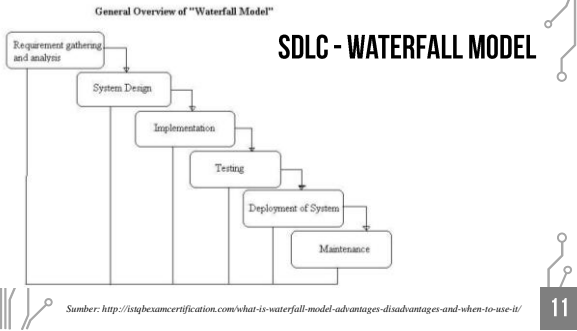 General Overview of "Waterfall Model"
SDLC - WATERFALL MODEL
Requirement gathering
and analysis
System Design
Implementation
Testing
Deployment of System
Maintenance
Sumber: http://istqbexamcertification.com/what-is-waterfall-model-advantages-disadvantages-and-when-to-use-it/
11